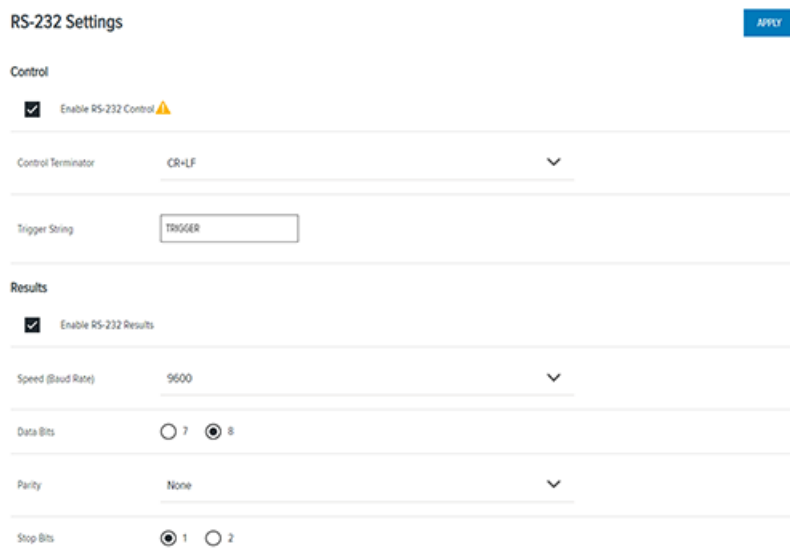 RS-232 Settings
APPLY
Control
Enable RS-232 Control
Control Terminator CR+LF
Trigger String TRIGGER
Results
Enable RS-232 Results
Speed (Baud Rate) 9600
Data Bits 7 8
Parity None
Stop Bits 1 2